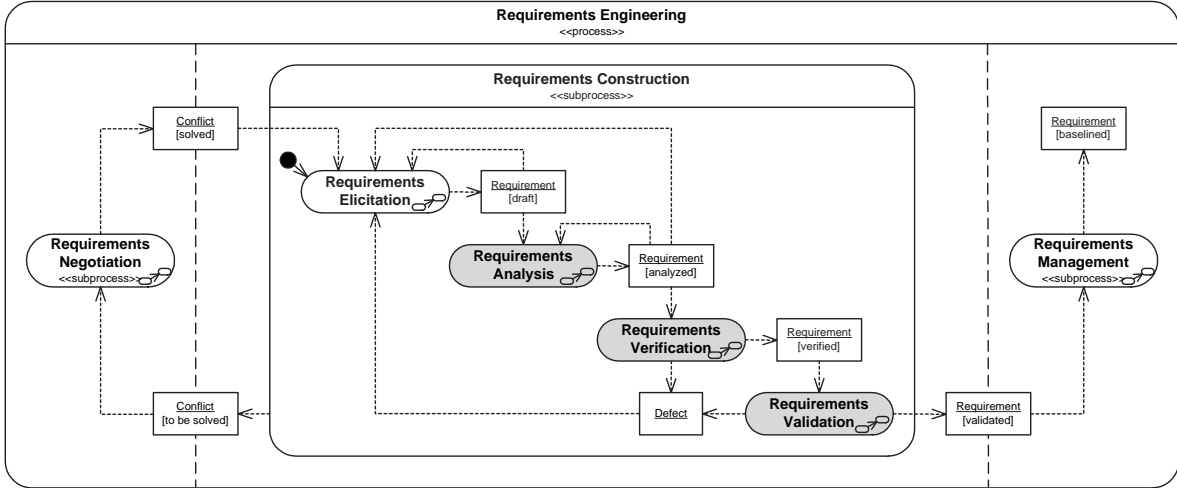 Requirements Engineering
<<process>>
Requirements Construction
<<subprocess>>
Conflict
[solved]
Requirement
[baselined]
Requirements
Elicitation
Requirement
[draft]
Requirements
Negotiation
<<subprocess>>
Requirements
Analysis
Requirement
[analyzed]
Requirements
Management
<<subprocess>>
Requirements
Verification
Requirement
[verified]
Conflict
[to be solved]
Defect
Requirements
Validation
Requirement
[validated]